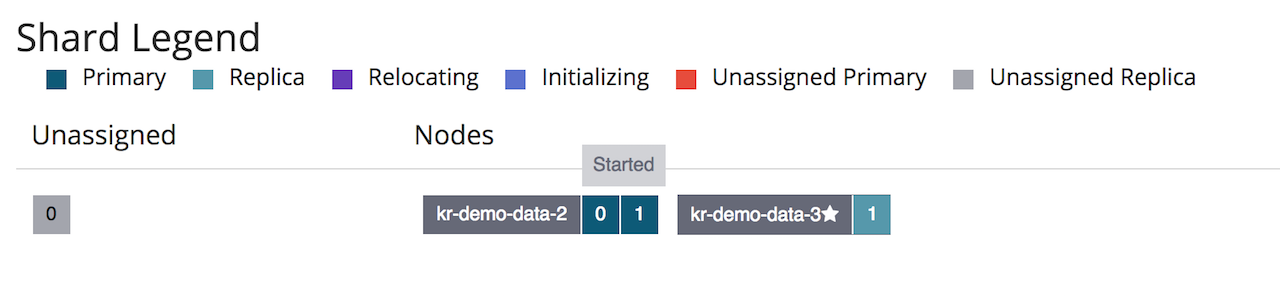 Shard Legend
Primary Replica Relocating Initializing Unassigned Primary Unassigned Replica
Unassigned Nodes
Started
0 kr-demo-data-2 0 1 kr-demo-data-3★ 1